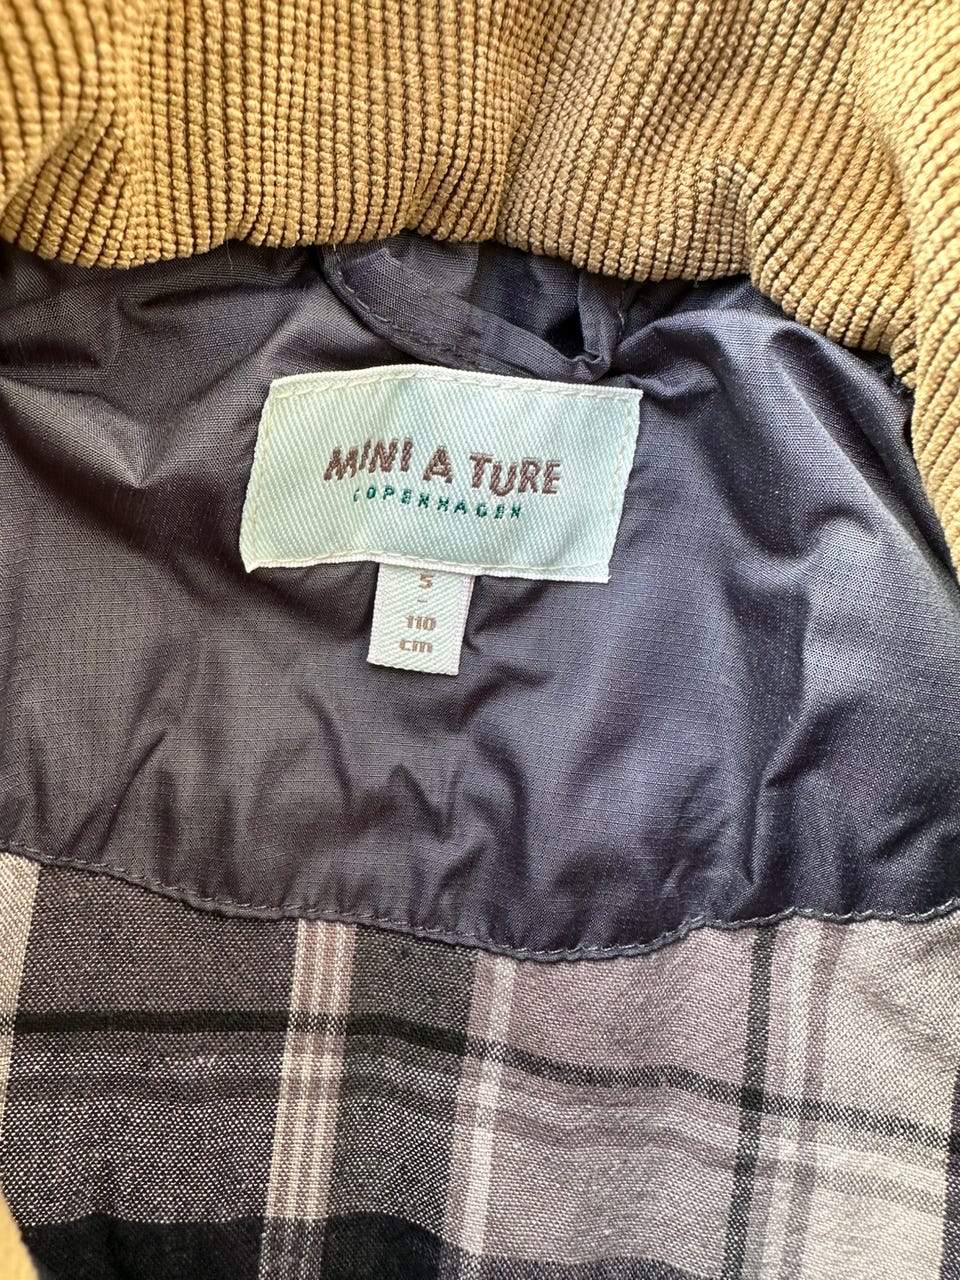 MINI A TURE
COPENHAGEN
5
-
110
cm